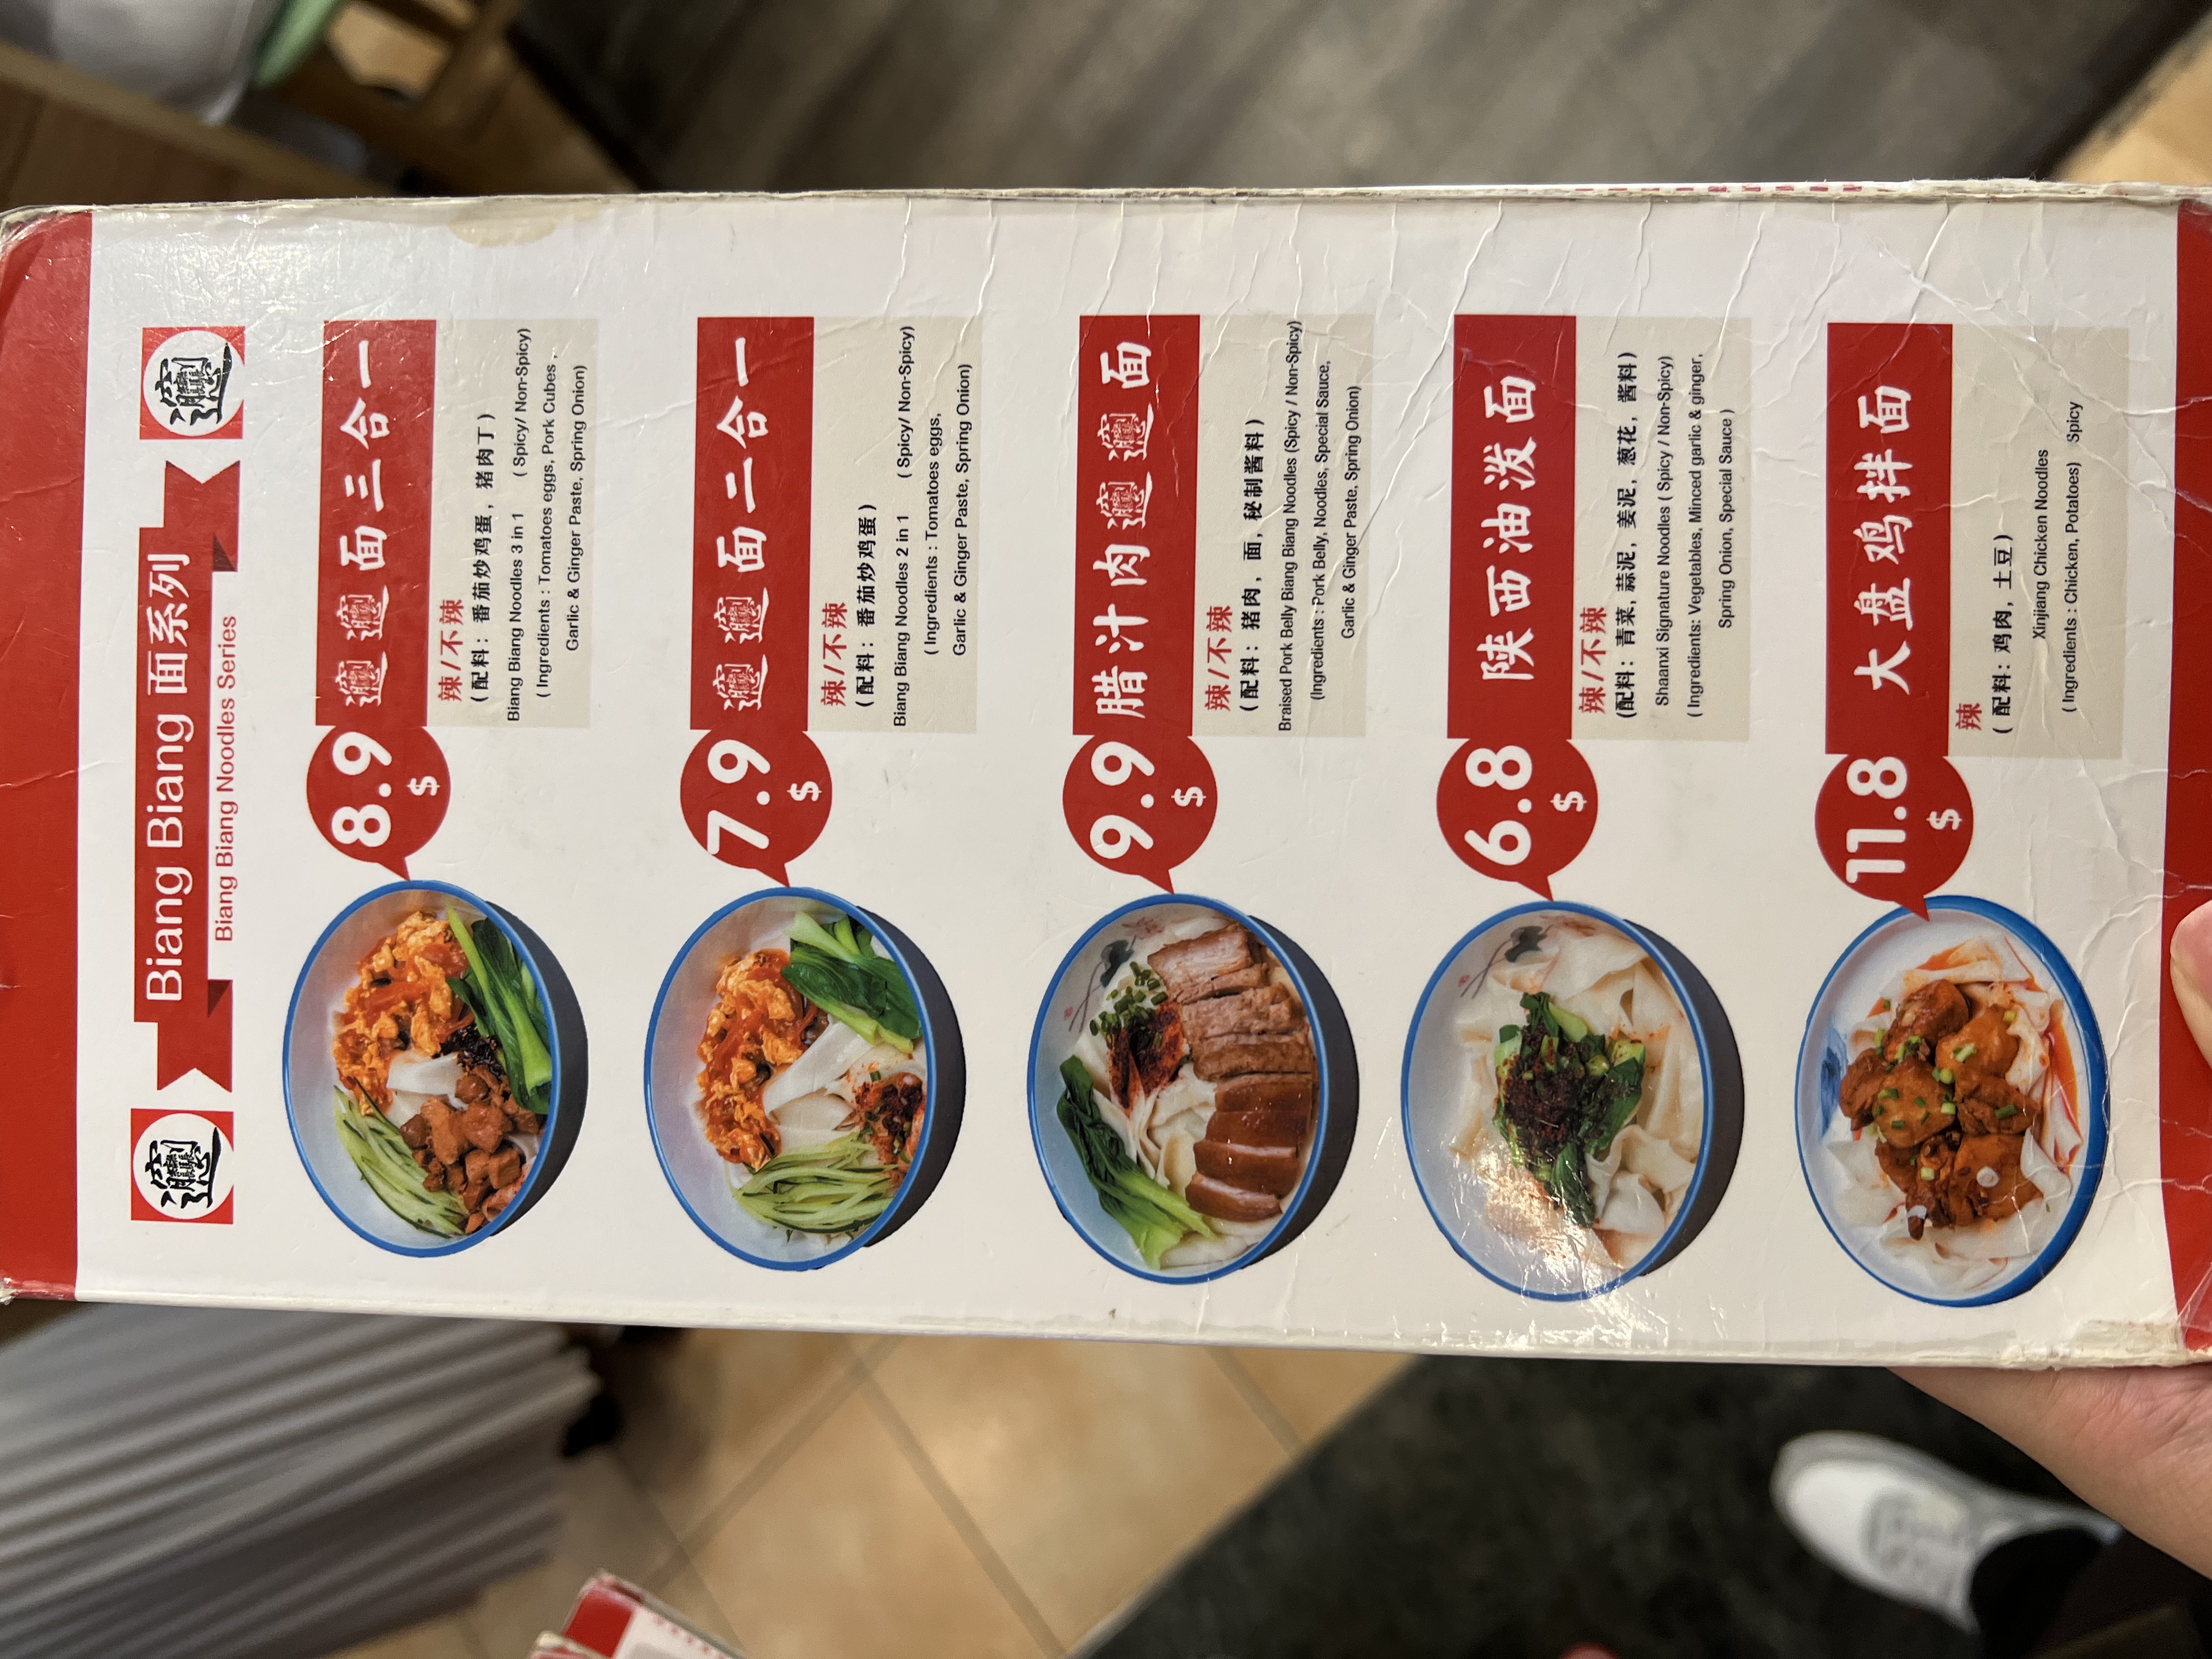 𰻝
Biang Biang 面系列
𰻝
Biang Biang Noodles Series
8.9
$
𰻝𰻝面三合一
辣/不辣
(配料：番茄炒鸡蛋，猪肉丁)
Biang Biang Noodles 3 in 1 ( Spicy/ Non-Spicy)
( Ingredients : Tomatoes eggs, Pork Cubes ,
Garlic & Ginger Paste, Spring Onion)
7.9
$
𰻝𰻝面二合一
辣/不辣
(配料：番茄炒鸡蛋)
Biang Biang Noodles 2 in 1 ( Spicy/ Non-Spicy)
( Ingredients : Tomatoes eggs,
Garlic & Ginger Paste, Spring Onion)
9.9
$
腊汁肉𰻝𰻝面
辣/不辣
(配料：猪肉，面，秘制酱料)
Braised Pork Belly Biang Biang Noodles (Spicy / Non-Spicy)
(Ingredients : Pork Belly, Noodles, Special Sauce,
Garlic & Ginger Paste, Spring Onion)
6.8
$
陕西油泼面
辣/不辣
(配料：青菜，蒜泥，姜泥，葱花，酱料)
Shaanxi Signature Noodles ( Spicy / Non-Spicy)
( Ingredients: Vegetables, Minced garlic & ginger,
Spring Onion, Special Sauce )
11.8
$
大盘鸡拌面
辣
( 配料: 鸡肉, 土豆)
Xinjiang Chicken Noodles
( Ingredients : Chicken, Potatoes) Spicy